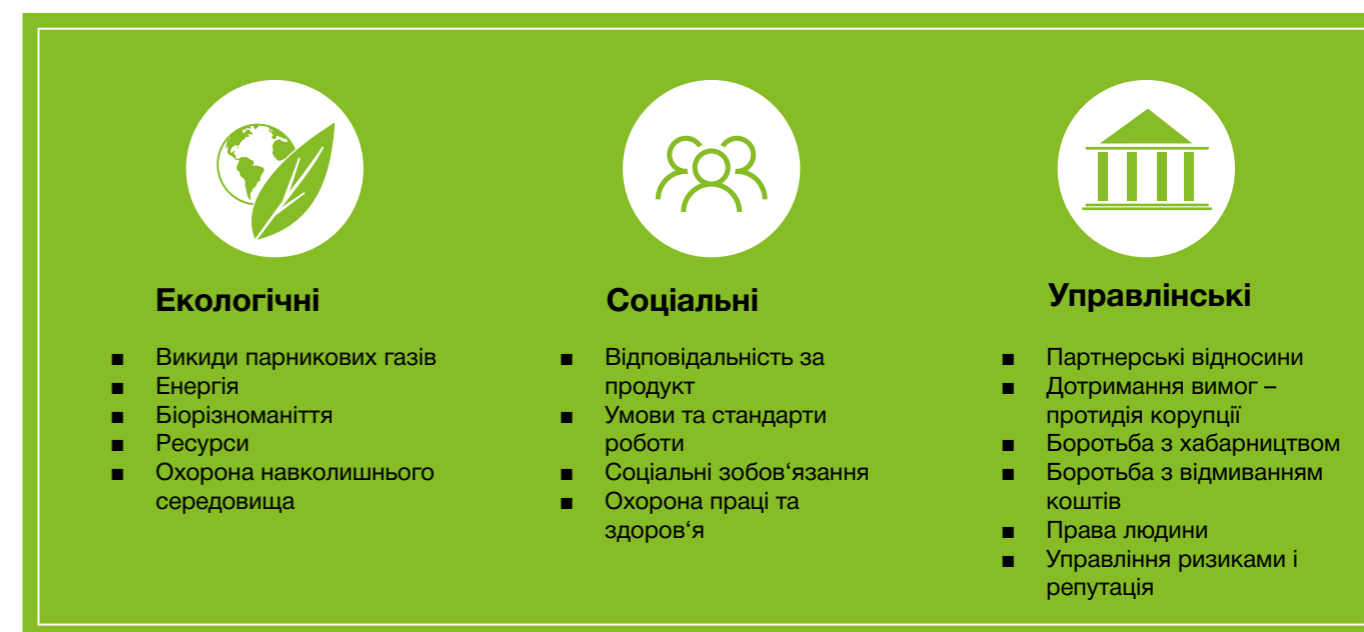 Екологічні
■ Викиди парникових газів
■ Енергія
■ Біорізноманіття
■ Ресурси
■ Охорона навколишнього
середовища
Соціальні
■ Відповідальність за
продукт
■ Умови та стандарти
роботи
■ Соціальні зобов‘язання
■ Охорона праці та
здоров‘я
Управлінські
■ Партнерські відносини
■ Дотримання вимог –
протидія корупції
■ Боротьба з хабарництвом
■ Боротьба з відмиванням
коштів
■ Права людини
■ Управління ризиками і
репутація